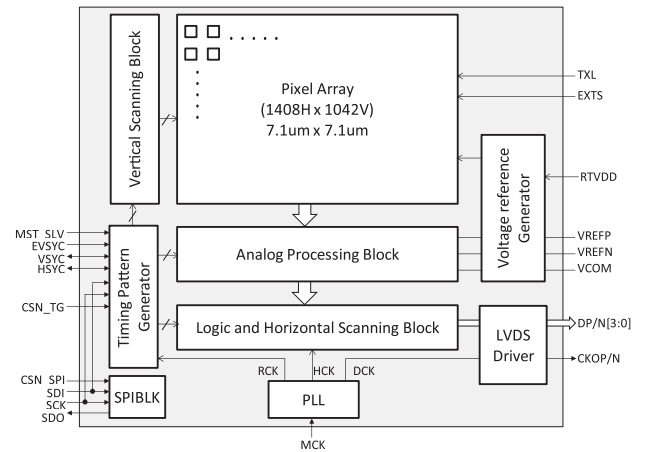 Vertical Scanning Block
Pixel Array
(1408H x 1042V)
7.1um x 7.1um
TXL
EXTS
Voltage reference
Generator
RTVDD
MST_SLV
EVSYC
VSYC
HSYC
CSN_TG
Timing Pattern
Generator
Analog Processing Block
VREFP
VREFN
VCOM
Logic and Horizontal Scanning Block
LVDS
Driver
DP/N[3:0]
CKOP/N
RCK
HCK
DCK
CSN_SPI
SDI
SCK
SDO
SPIBLK
PLL
MCK